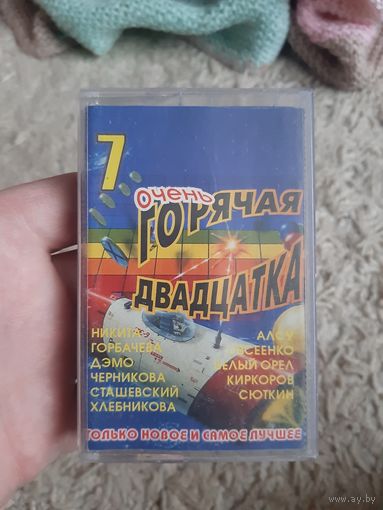 7
очень
ГОРЯЧАЯ
ДВАДЦАТКА
НИКИТА
ГОРБАЧЕВА
ДЭМО
ЧЕРНИКОВА
СТАШЕВСКИЙ
ХЛЕБНИКОВА
АЛСУ
БЕЛЫЙ ОРЕЛ
КИРКОРОВ
СЮТКИН
ТОЛЬКО НОВОЕ И САМОЕ ЛУЧШЕЕ
www.ay.by